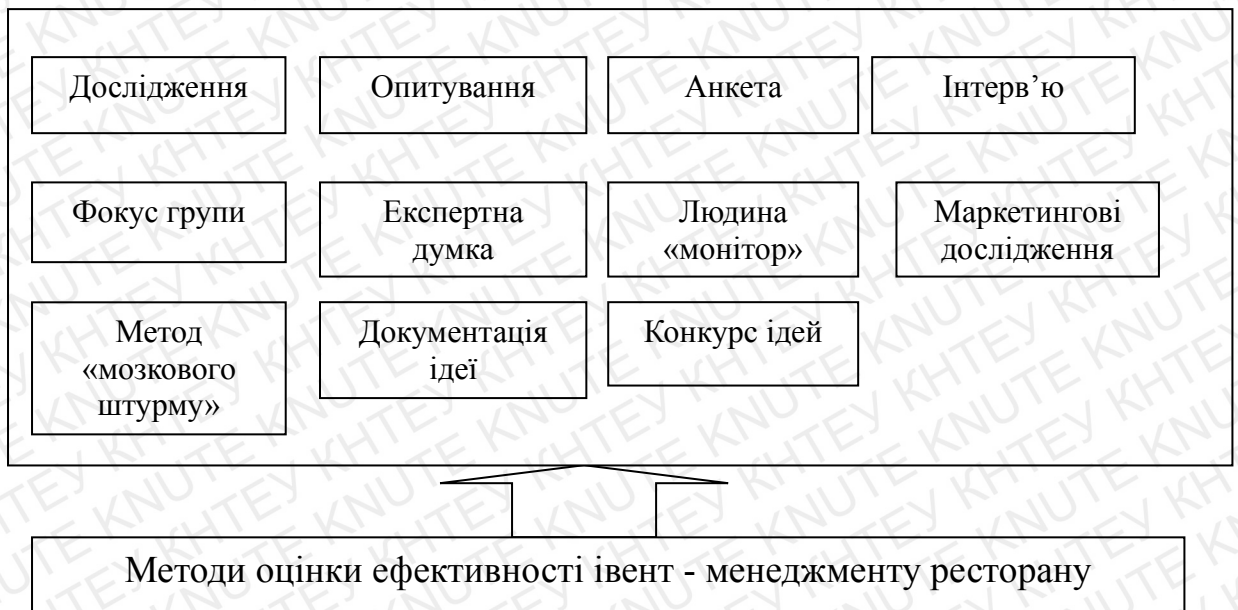 Дослідження
Опитування
Анкета
Інтерв’ю
Фокус групи
Експертна
думка
Людина
«монітор»
Маркетингові
дослідження
Метод
«мозкового
штурму»
Документація
ідеї
Конкурс ідей
Методи оцінки ефективності івент - менеджменту ресторану